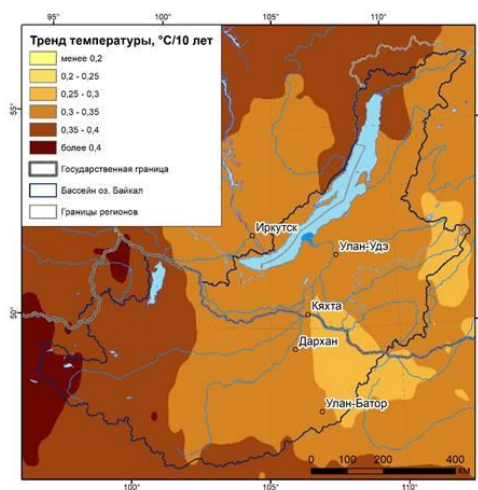 95°
100°
105°
110°
Тренд температуры, °C/10 лет
менее 0,2
0,2 - 0,25
0,25 - 0,3
0,3 - 0,35
0,35 - 0,4
более 0,4
Государственная граница
Бассейн оз. Байкал
Границы регионов
55°
55°
Иркутск
Улан-Удэ
50°
50°
Кяхта
Дархан
Улан-Батор
0 100 200 400
км
100°
105°
110°